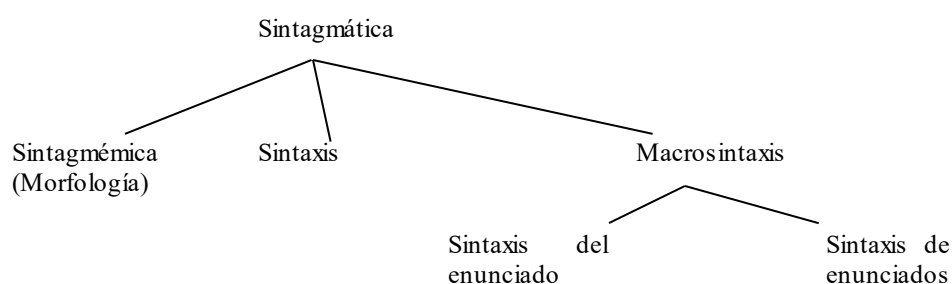 Sintagmática
Sintagmémica
(Morfología)
Sintaxis
Macrosintaxis
Sintaxis del
enunciado
Sintaxis de
enunciados